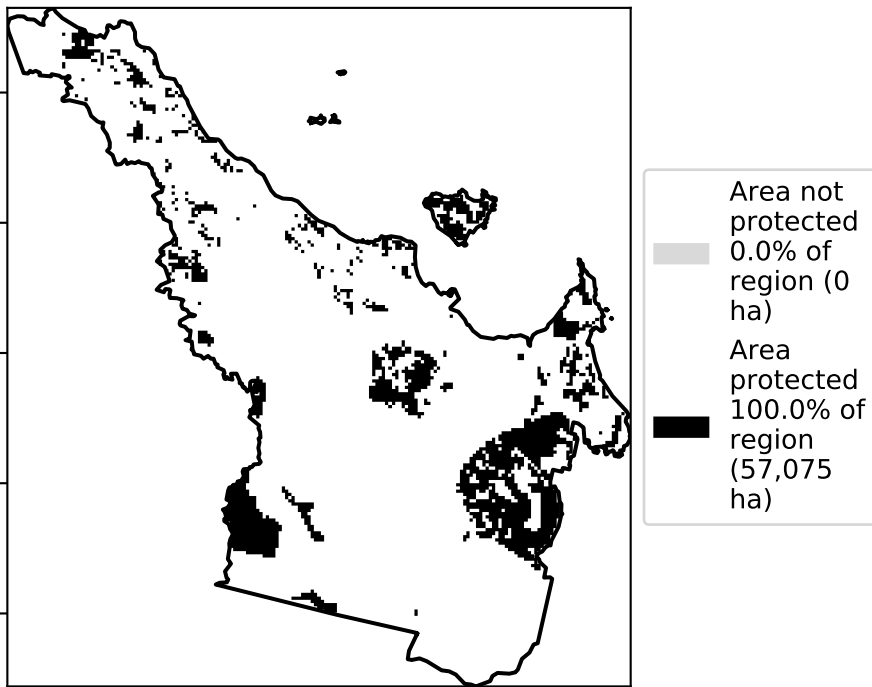 Area not
protected
0.0% of
region (0
ha)
Area
protected
100.0% of
region
(57,075
ha)